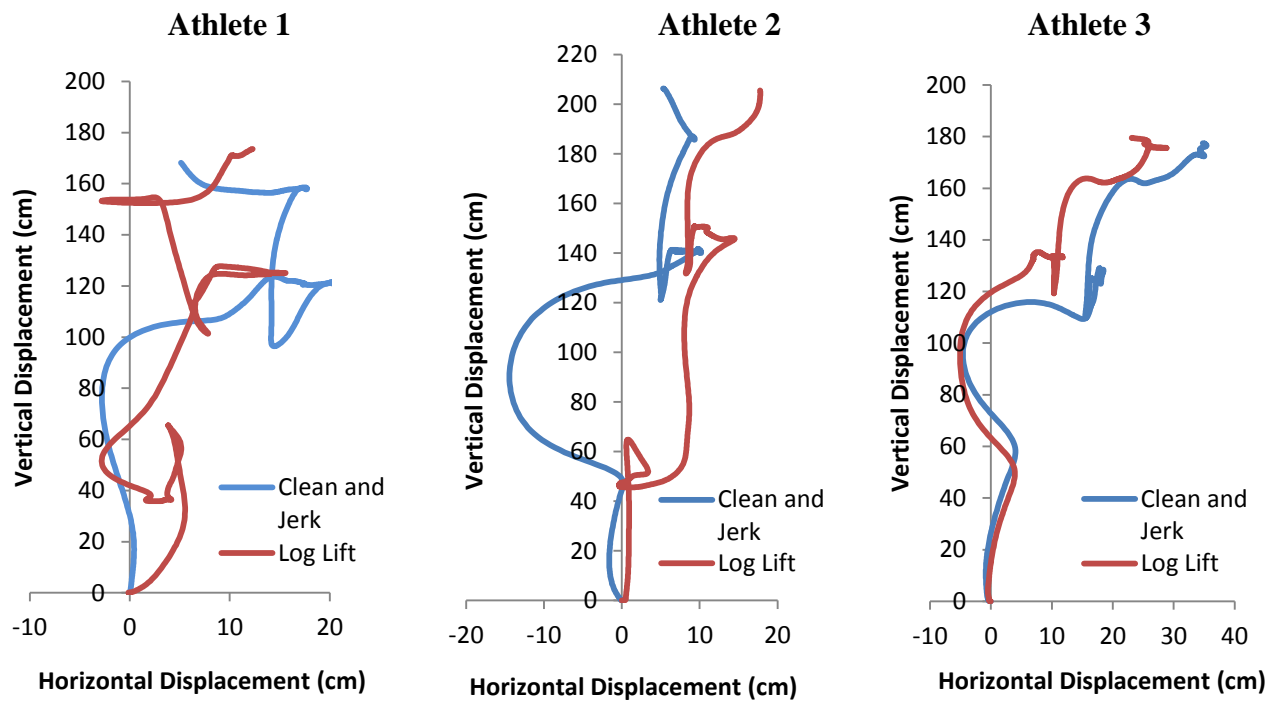 Athlete 1
200
180
160
140
120
100
80
60
40
20
0
-10 0 10 20
Vertical Displacement (cm)
Horizontal Displacement (cm)
Clean and
Jerk
Log Lift
Athlete 2
220
200
180
160
140
120
100
80
60
40
20
0
-20 -10 0 10 20
Vertical Displacement (cm)
Horizontal Displacement (cm)
Clean and
Jerk
Log Lift
Athlete 3
200
180
160
140
120
100
80
60
40
20
0
-10 0 10 20 30 40
Vertical Displacement (cm)
Horizontal Displacement (cm)
Clean and
Jerk
Log Lift